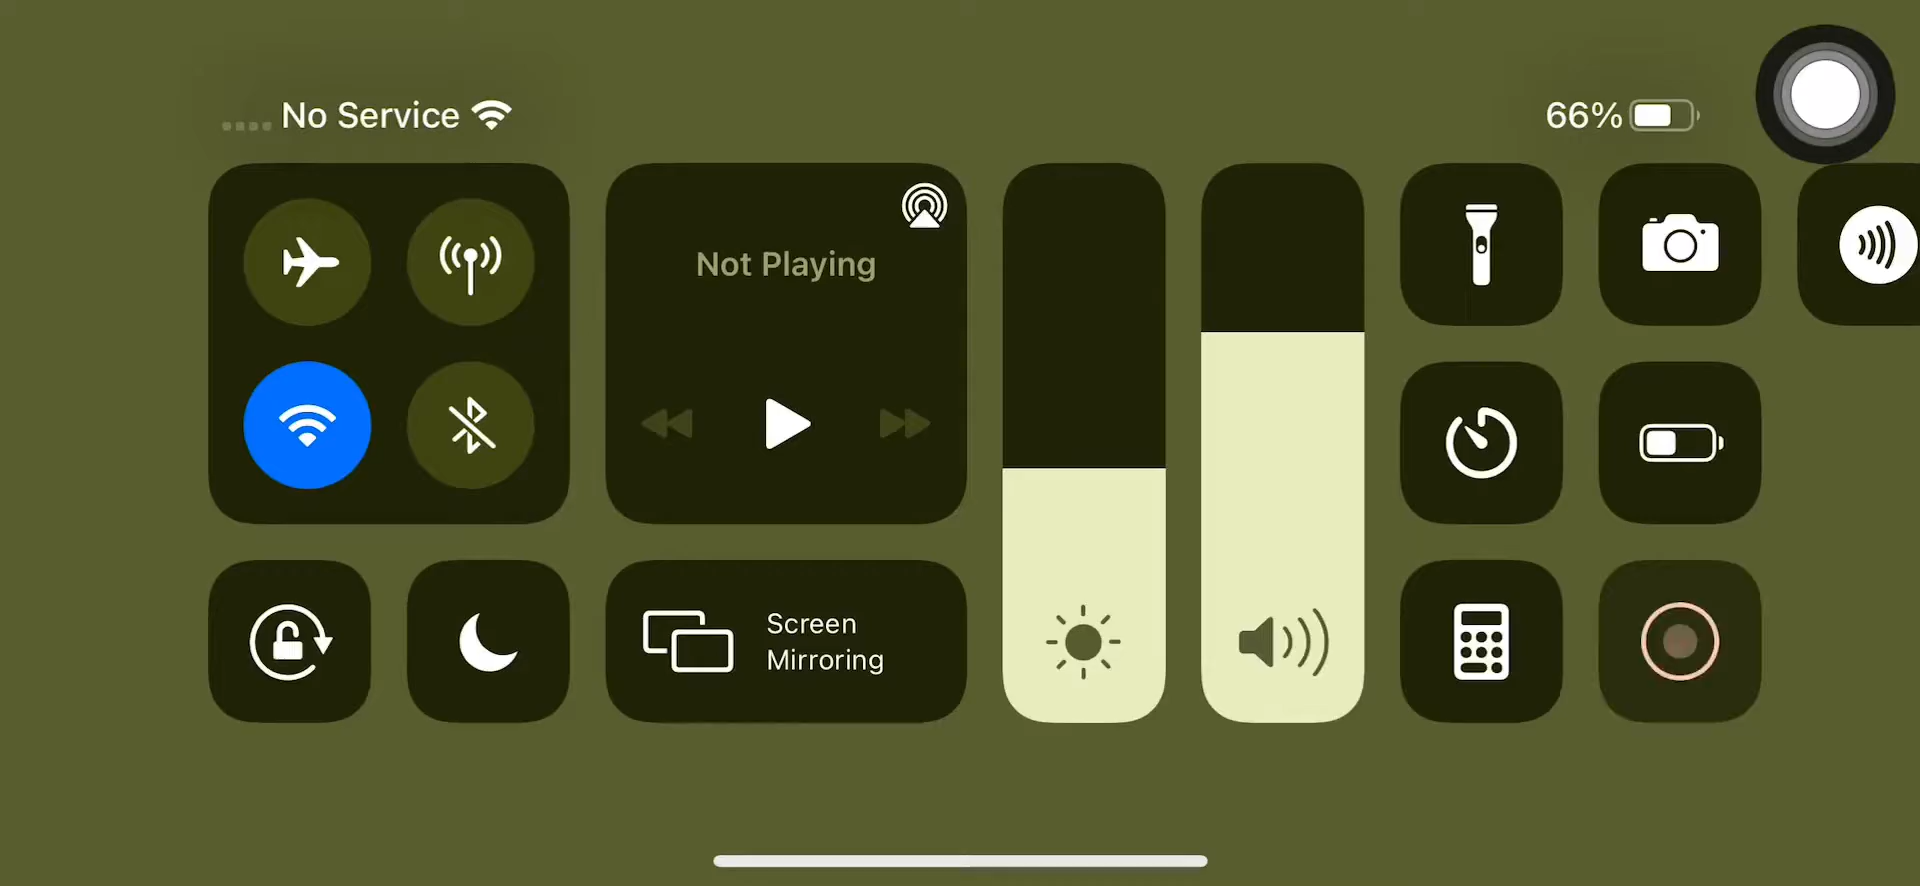 No Service
66%
Not Playing
Screen
Mirroring